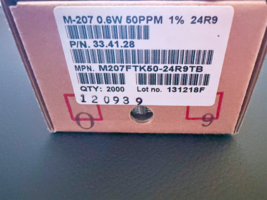 M-207 0.6W 50PPM 1% 24R9
P/N. 33.41.28
MPN. M207FTK50-24R9TB
QTY: 2000 Lot no. 131218F
120939
O 9